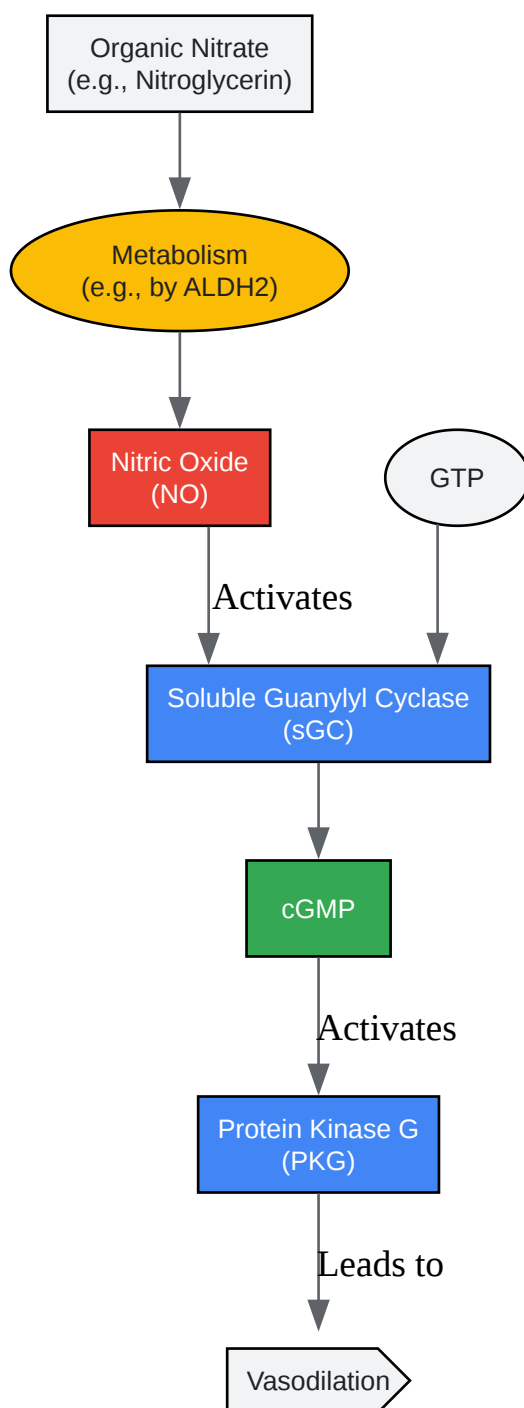 Organic Nitrate
(e.g., Nitroglycerin)
Metabolism
(e.g., by ALDH2)
Nitric Oxide
(NO)
GTP
Activates
Soluble Guanylyl Cyclase
(sGC)
cGMP
Activates
Protein Kinase G
(PKG)
Leads to
Vasodilation